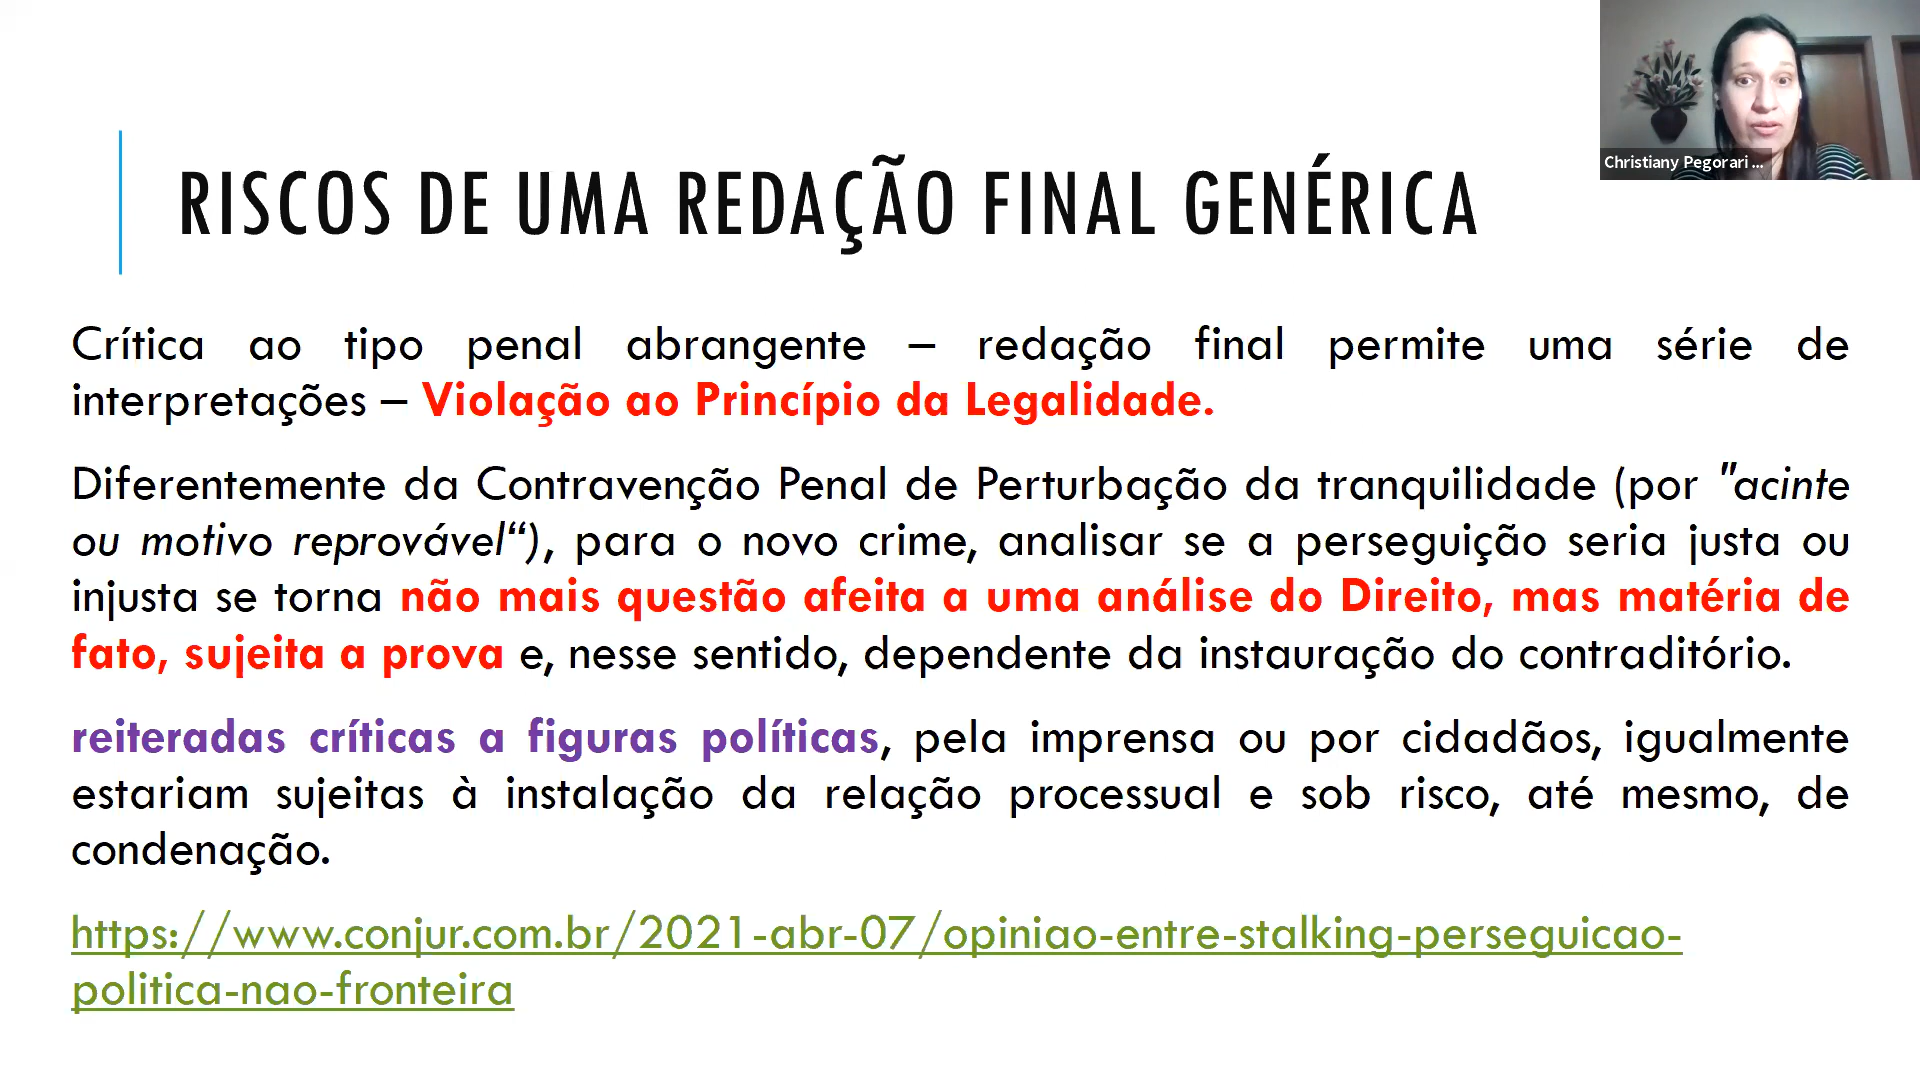 Christiany Pegorari ...
RISCOS DE UMA REDAÇÃO FINAL GENÉRICA
Crítica ao tipo penal abrangente – redação final permite uma série de
interpretações – Violação ao Princípio da Legalidade.
Diferentemente da Contravenção Penal de Perturbação da tranquilidade (por "acinte
ou motivo reprovável“), para o novo crime, analisar se a perseguição seria justa ou
injusta se torna não mais questão afeita a uma análise do Direito, mas matéria de
fato, sujeita a prova e, nesse sentido, dependente da instauração do contraditório.
reiteradas críticas a figuras políticas, pela imprensa ou por cidadãos, igualmente
estariam sujeitas à instalação da relação processual e sob risco, até mesmo, de
condenação.
https://www.conjur.com.br/2021-abr-07/opiniao-entre-stalking-perseguicao-
politica-nao-fronteira